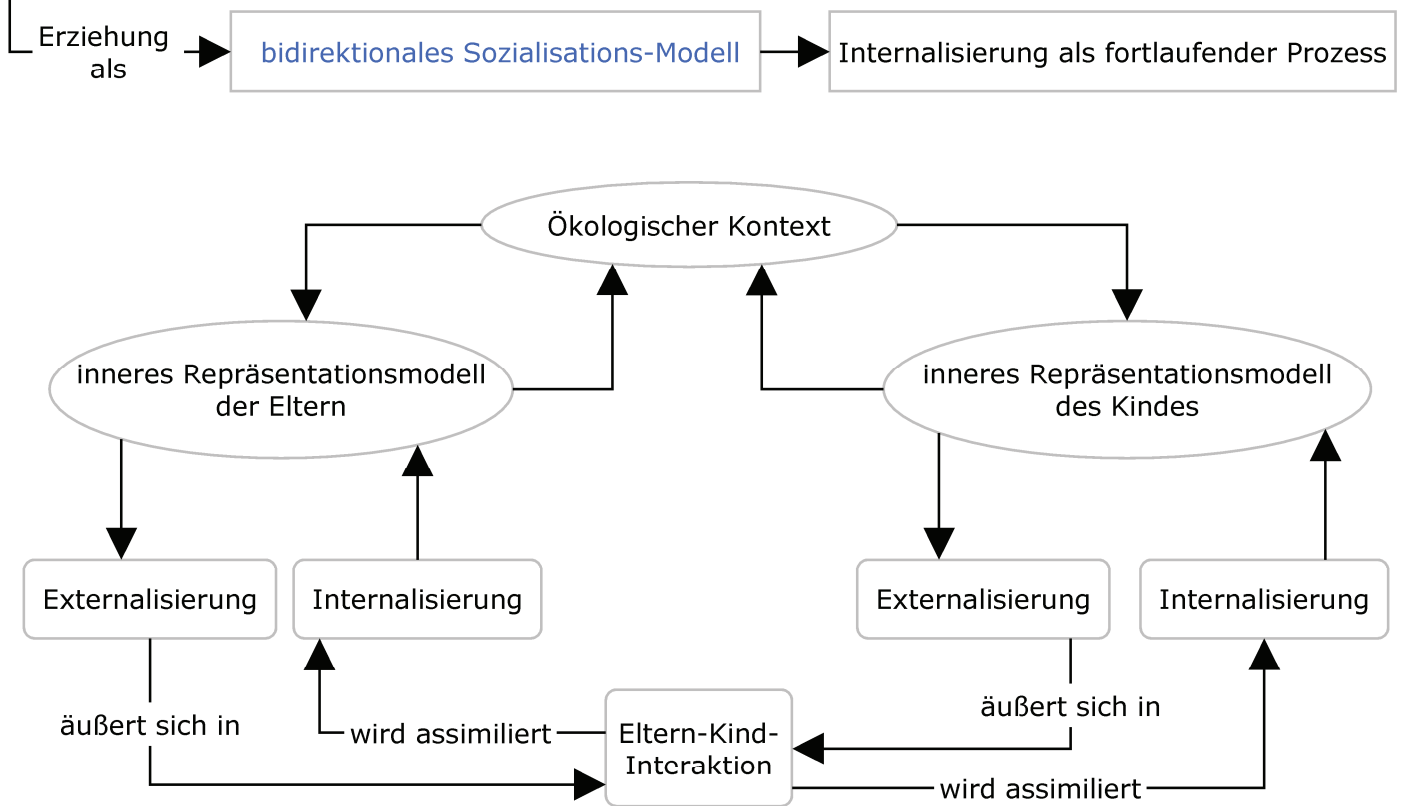 Erziehung
als
bidirektionales Sozialisations-Modell
Internalisierung als fortlaufender Prozess
Ökologischer Kontext
inneres Repräsentationsmodell
der Eltern
inneres Repräsentationsmodell
des Kindes
Externalisierung
Internalisierung
Externalisierung
Internalisierung
äußert sich in
wird assimiliert
Eltern-Kind-
Interaktion
äußert sich in
wird assimiliert